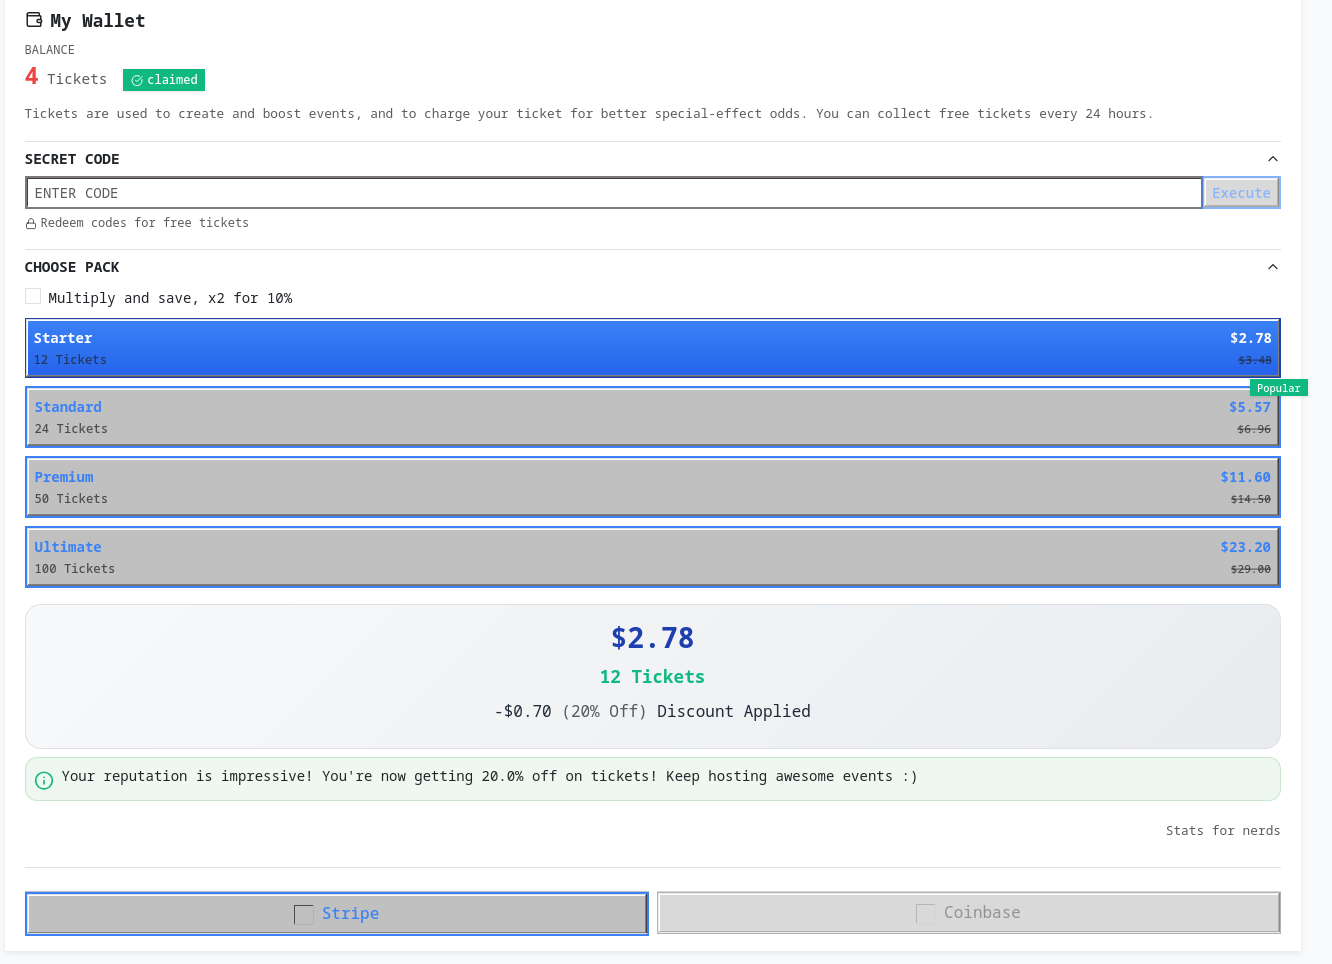 My Wallet
BALANCE
4 Tickets claimed
Tickets are used to create and boost events, and to charge your ticket for better special-effect odds. You can collect free tickets every 24 hours.
SECRET CODE
ENTER CODE Execute
Redeem codes for free tickets
CHOOSE PACK
Multiply and save, x2 for 10%
Starter $2.78
12 Tickets $3.48
Popular
Standard $5.57
24 Tickets $6.96
Premium $11.60
50 Tickets $14.50
Ultimate $23.20
100 Tickets $29.00
$2.78
12 Tickets
-$0.70 (20% Off) Discount Applied
Your reputation is impressive! You're now getting 20.0% off on tickets! Keep hosting awesome events :)
Stats for nerds
Stripe Coinbase